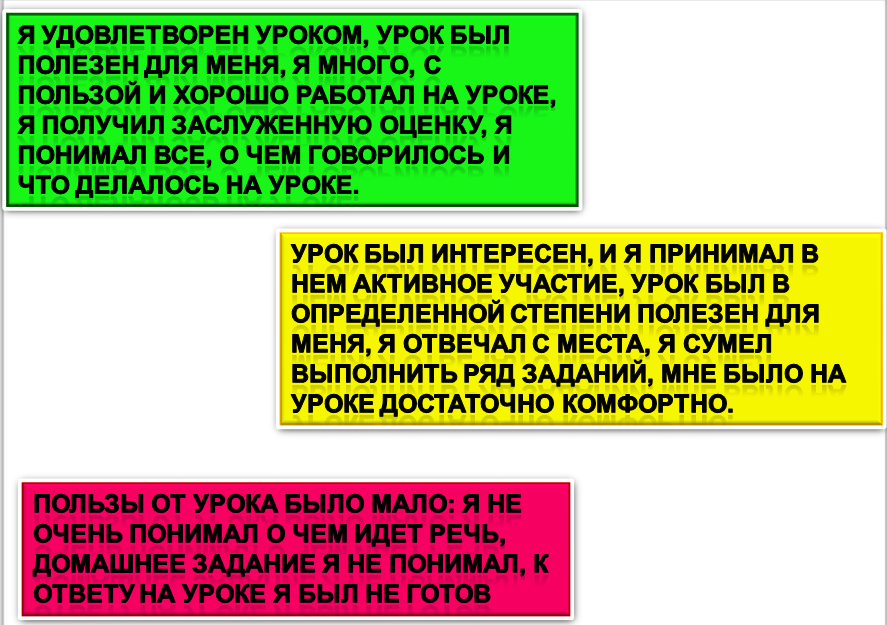 Я УДОВЛЕТВОРЕН УРОКОМ, УРОК БЫЛ
ПОЛЕЗЕН ДЛЯ МЕНЯ, Я МНОГО, С
ПОЛЬЗОЙ И ХОРОШО РАБОТАЛ НА УРОКЕ,
Я ПОЛУЧИЛ ЗАСЛУЖЕННУЮ ОЦЕНКУ, Я
ПОНИМАЛ ВСЕ, О ЧЕМ ГОВОРИЛОСЬ И
ЧТО ДЕЛАЛОСЬ НА УРОКЕ.
УРОК БЫЛ ИНТЕРЕСЕН, И Я ПРИНИМАЛ В
НЕМ АКТИВНОЕ УЧАСТИЕ, УРОК БЫЛ В
ОПРЕДЕЛЕННОЙ СТЕПЕНИ ПОЛЕЗЕН ДЛЯ
МЕНЯ, Я ОТВЕЧАЛ С МЕСТА, Я СУМЕЛ
ВЫПОЛНИТЬ РЯД ЗАДАНИЙ, МНЕ БЫЛО НА
УРОКЕ ДОСТАТОЧНО КОМФОРТНО.
ПОЛЬЗЫ ОТ УРОКА БЫЛО МАЛО: Я НЕ
ОЧЕНЬ ПОНИМАЛ О ЧЕМ ИДЕТ РЕЧЬ,
ДОМАШНЕЕ ЗАДАНИЕ Я НЕ ПОНИМАЛ, К
ОТВЕТУ НА УРОКЕ Я БЫЛ НЕ ГОТОВ